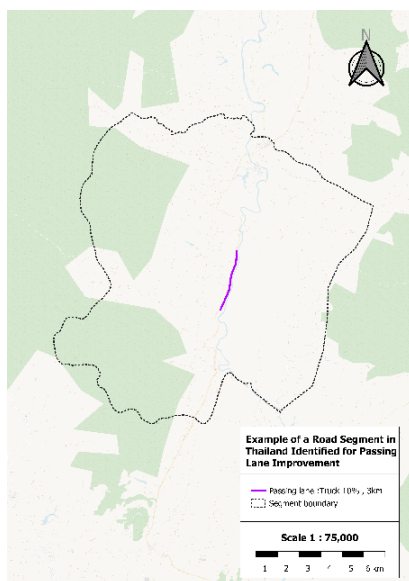 N
Example of a Road Segment in
Thailand Identified for Passing
Lane Improvement
Passing lane :Truck 10% , 3km
Segment boundary
Scale 1 : 75,000
1 2 3 4 5 6 km